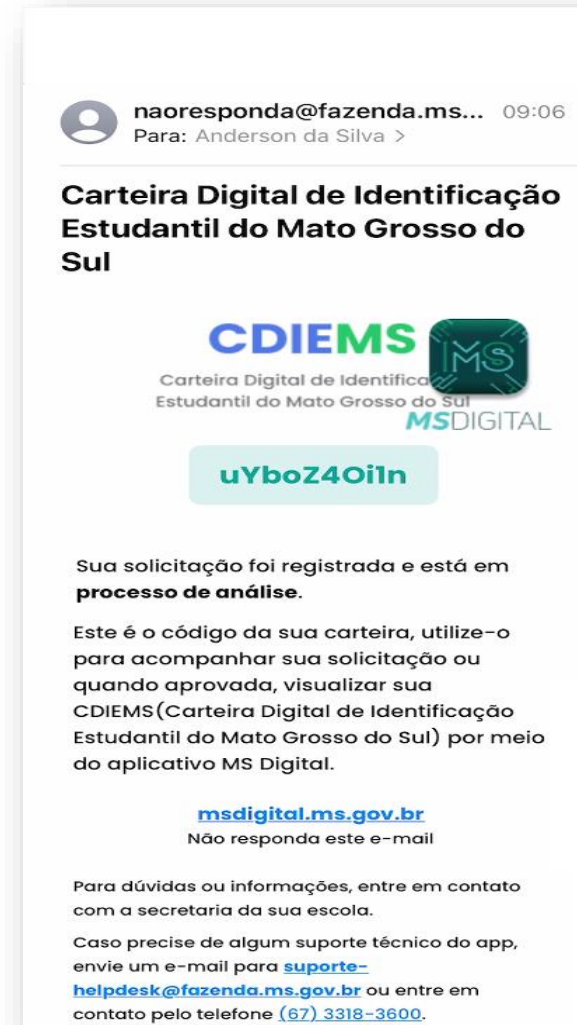 naoresponda@fazenda.ms... 09:06
Para: Anderson da Silva >
Carteira Digital de Identificação
Estudantil do Mato Grosso do
Sul
CDIEMS
MS
Carteira Digital de Identifica
Estudantil do Mato Grosso do Sul
MSDIGITAL
uYboZ4Oi1n
Sua solicitação foi registrada e está em
processo de análise.
Este é o código da sua carteira, utilize-o
para acompanhar sua solicitação ou
quando aprovada, visualizar sua
CDIEMS(Carteira Digital de Identificação
Estudantil do Mato Grosso do Sul) por meio
do aplicativo MS Digital.
msdigital.ms.gov.br
Não responda este e-mail
Para dúvidas ou informações, entre em contato
com a secretaria da sua escola.
Caso precise de algum suporte técnico do app,
envie um e-mail para suporte-
helpdesk@fazenda.ms.gov.br ou entre em
contato pelo telefone (67) 3318-3600.